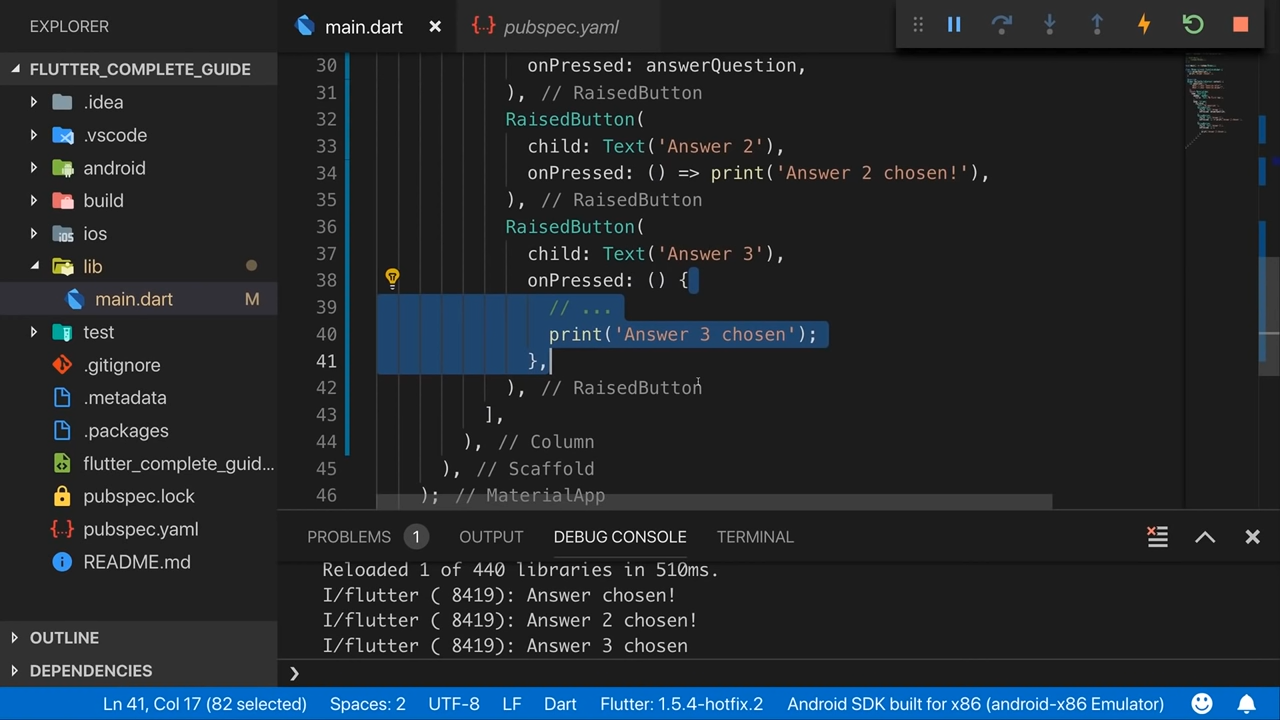 EXPLORER
main.dart
pubspec.yaml
FLUTTER_COMPLETE_GUIDE
.idea
.vscode
android
build
ios
lib
main.dart M
test
.gitignore
.metadata
.packages
flutter_complete_guid...
pubspec.lock
pubspec.yaml
README.md
OUTLINE
DEPENDENCIES
30 onPressed: answerQuestion,
31 ), // RaisedButton
32 RaisedButton(
33 child: Text('Answer 2'),
34 onPressed: () => print('Answer 2 chosen!'),
35 ), // RaisedButton
36 RaisedButton(
37 child: Text('Answer 3'),
38 onPressed: () {
39 // ...
40 print('Answer 3 chosen');
41 },
42 ), // RaisedButton
43 ],
44 ), // Column
45 ), // Scaffold
46 ); // MaterialApp
PROBLEMS 1 OUTPUT DEBUG CONSOLE TERMINAL
Reloaded 1 of 440 libraries in 510ms.
I/flutter ( 8419): Answer chosen!
I/flutter ( 8419): Answer 2 chosen!
I/flutter ( 8419): Answer 3 chosen
Ln 41, Col 17 (82 selected) Spaces: 2 UTF-8 LF Dart Flutter: 1.5.4-hotfix.2 Android SDK built for x86 (android-x86 Emulator)